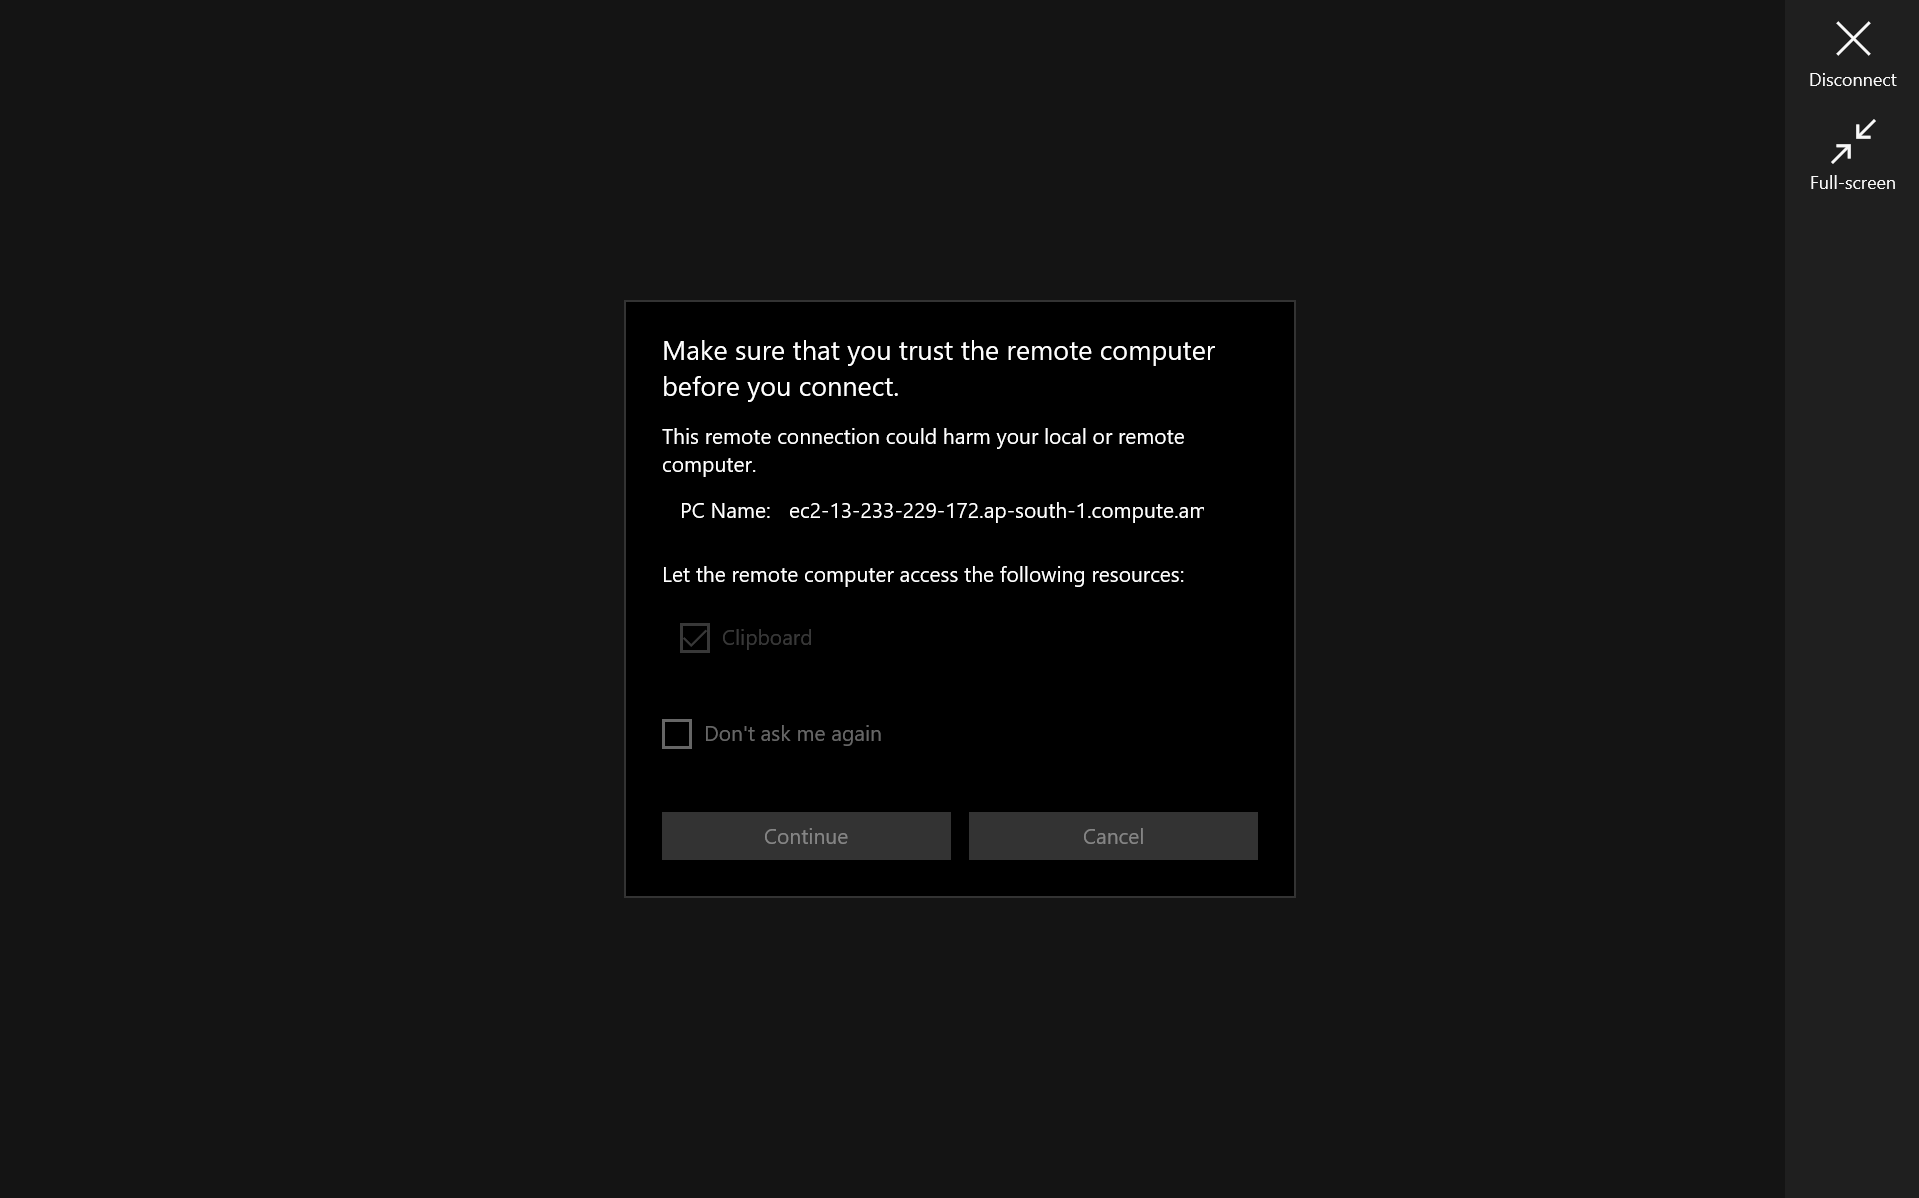 Disconnect
Full-screen
Make sure that you trust the remote computer
before you connect.
This remote connection could harm your local or remote
computer.
PC Name: ec2-13-233-229-172.ap-south-1.compute.am
Let the remote computer access the following resources:
Clipboard
Don't ask me again
Continue Cancel